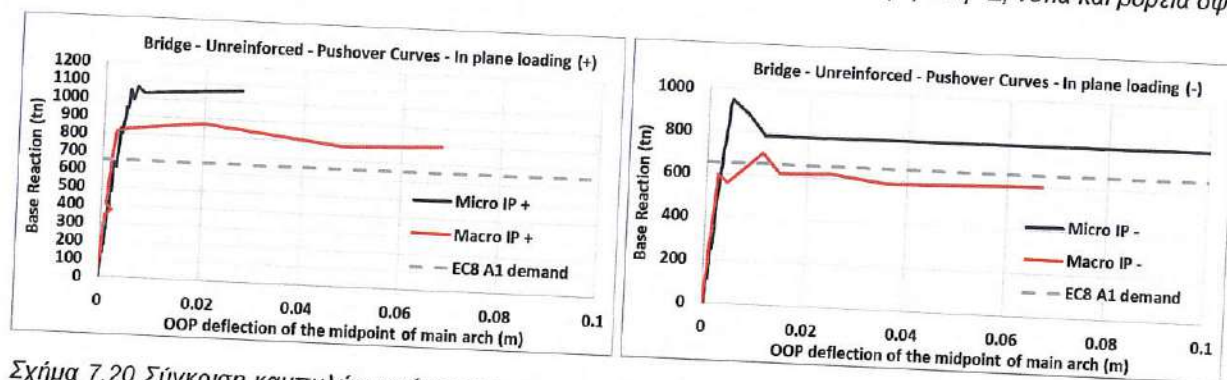 τοπια και βόρεια όψ
Bridge - Unreinforced - Pushover Curves - In plane loading (+)
Base Reaction (tn)
1200
1100
1000
900
800
700
600
500
400
300
200
100
0
Micro IP +
Macro IP +
EC8 A1 demand
0 0.02 0.04 0.06 0.08 0.1
OOP deflection of the midpoint of main arch (m)
Bridge - Unreinforced - Pushover Curves - In plane loading (-)
Base Reaction (tn)
1000
800
600
400
200
0
Micro IP -
Macro IP -
EC8 A1 demand
0 0.02 0.04 0.06 0.08 0.1
OOP deflection of the midpoint of main arch (m)
Σχήμα 7.20 Σύγκριση